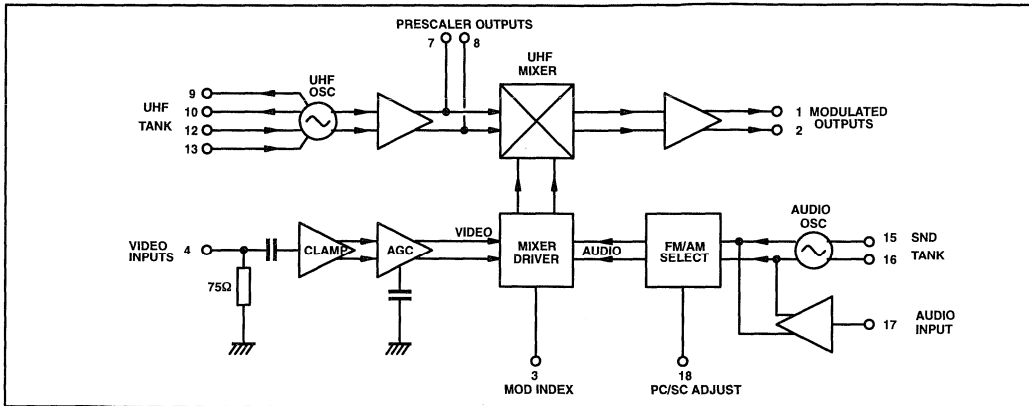 PRESCALER OUTPUTS
7 8
UHF
OSC
UHF
MIXER
9
UHF 10
TANK 12
13
1 MODULATED
2 OUTPUTS
VIDEO
INPUTS 4
75Ω
CLAMP
AGC
VIDEO
MIXER
DRIVER
AUDIO
FM/AM
SELECT
AUDIO
OSC
15 SND
16 TANK
17 AUDIO
INPUT
3
MOD INDEX
18
PC/SC ADJUST